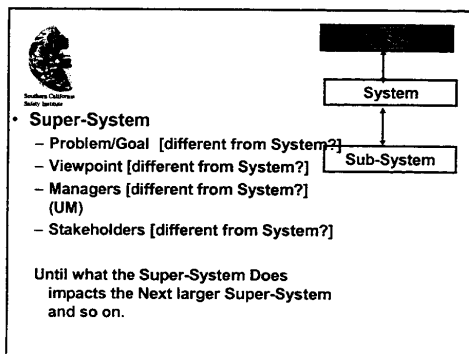 Southern California
Safety Institute
System
Sub-System
• Super-System
– Problem/Goal [different from System?]
– Viewpoint [different from System?]
– Managers [different from System?]
(UM)
– Stakeholders [different from System?]
Until what the Super-System Does
impacts the Next larger Super-System
and so on.